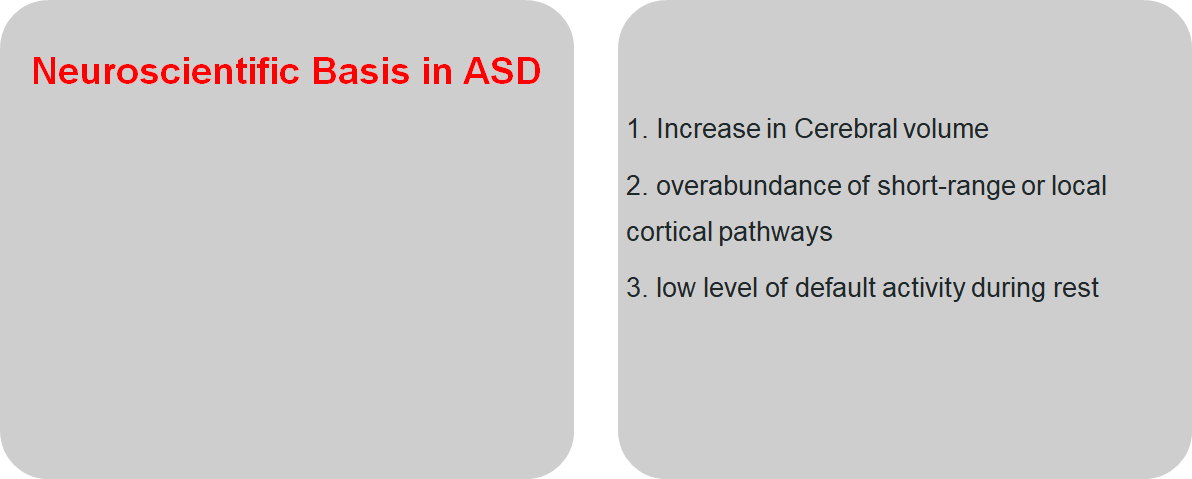 Neuroscientific Basis in ASD
1. Increase in Cerebral volume
2. overabundance of short-range or local
cortical pathways
3. low level of default activity during rest